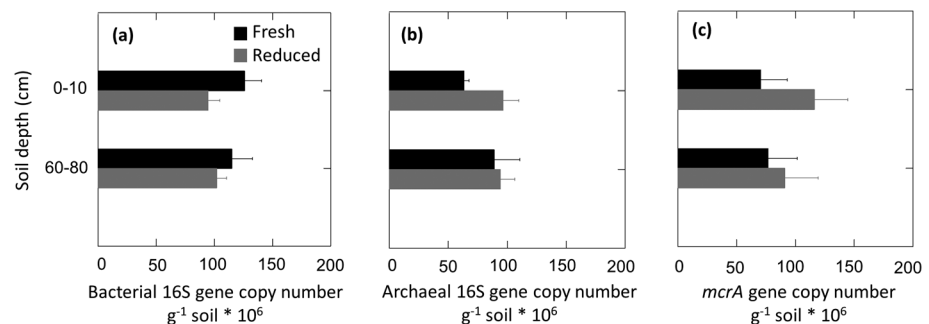 (a)
Fresh
Reduced
(b)
(c)
Soil depth (cm)
0-10
60-80
0 50 100 150 200
0 50 100 150 200
0 50 100 150 200
Bacterial 16S gene copy number
g⁻¹ soil * 10⁶
Archaeal 16S gene copy number
g⁻¹ soil * 10⁶
mcrA gene copy number
g⁻¹ soil * 10⁶